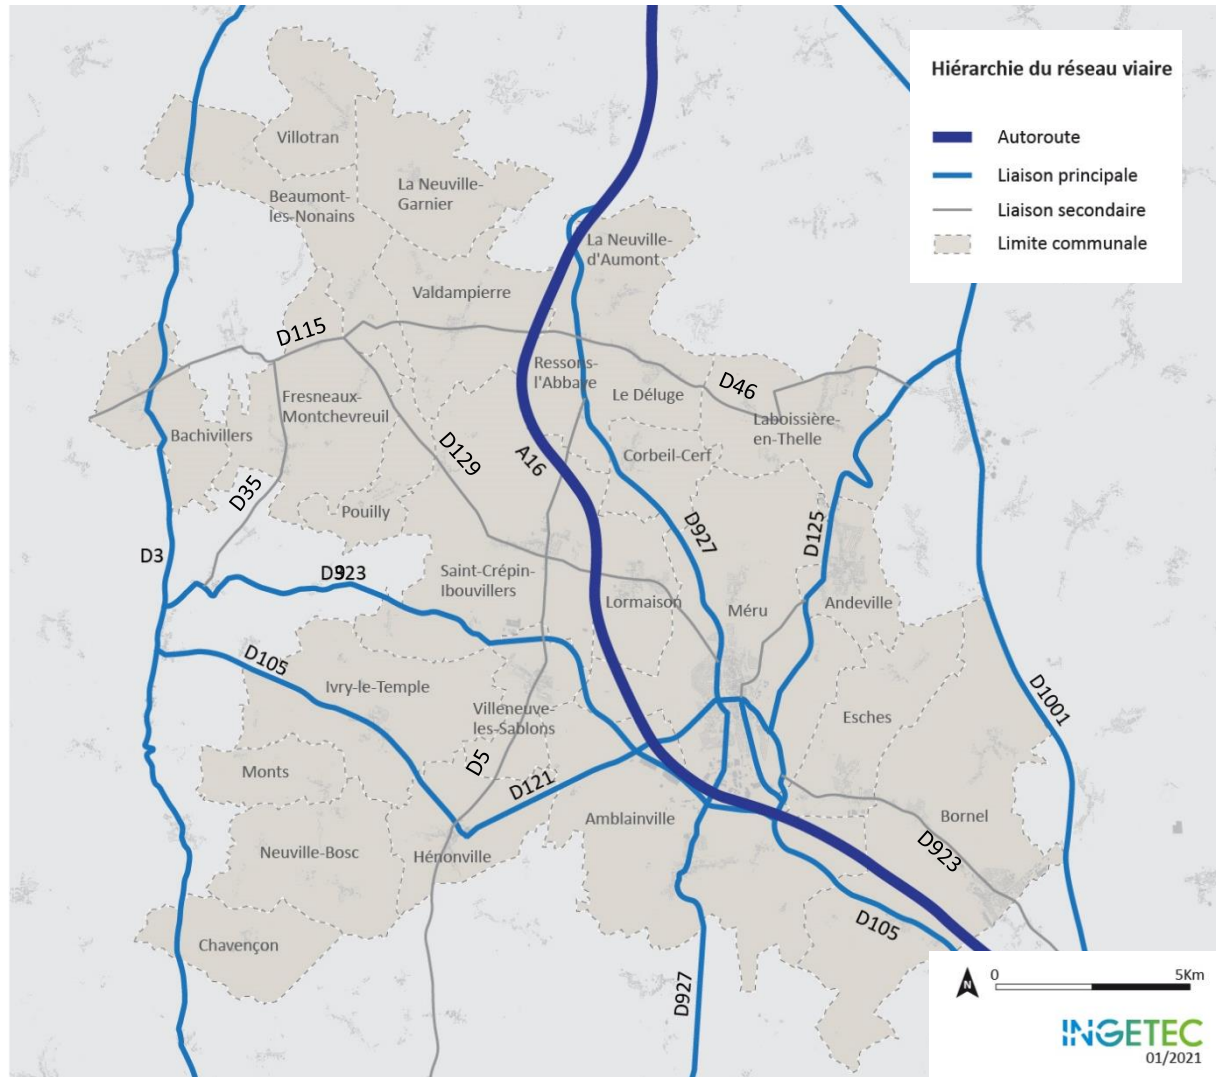 Hiérarchie du réseau viaire
Autoroute
Liaison principale
Liaison secondaire
Limite communale
Villotran
La Neuville-
Garnier
Beaumont-
les-Nonains
La Neuville-
d'Aumont
Valdampierre
D115
Ressons-
l'Abbaye
Le Déluge
D46
Fresneaux-
Montchevreuil
Laboissière-
en-Thelle
Bachivillers
D129
A16
Corbeil-Cerf
D35
Pouilly
D927
D125
D3
D923
Saint-Crépin-
Ibouvillers
Lormaison
Méru
Andeville
D105
Ivry-le-Temple
Villeneuve-
les-Sablons
Esches
D1001
D5
Monts
D121
Amblainville
Bornel
Neuville-Bosc
Hénonville
D923
Chavençon
D105
D927
N
0 5Km
INGETEC
01/2021